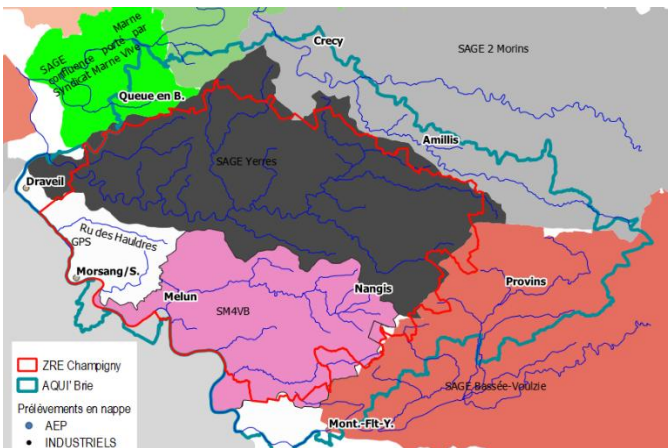 Marne
SAGE
confluence porté par
Syndicat Marne Vive
Crecy
SAGE 2 Morins
Queue en B.
Amillis
SAGE Yerres
Draveil
Ru des Hauldres
GPS
Morsang/S.
Melun
Nangis
Provins
SM4VB
SAGE Bassée-Voulzie
Mont.-Flt-Y.
ZRE Champigny
AQUI' Brie
Prélèvements en nappe
AEP
INDUSTRIELS